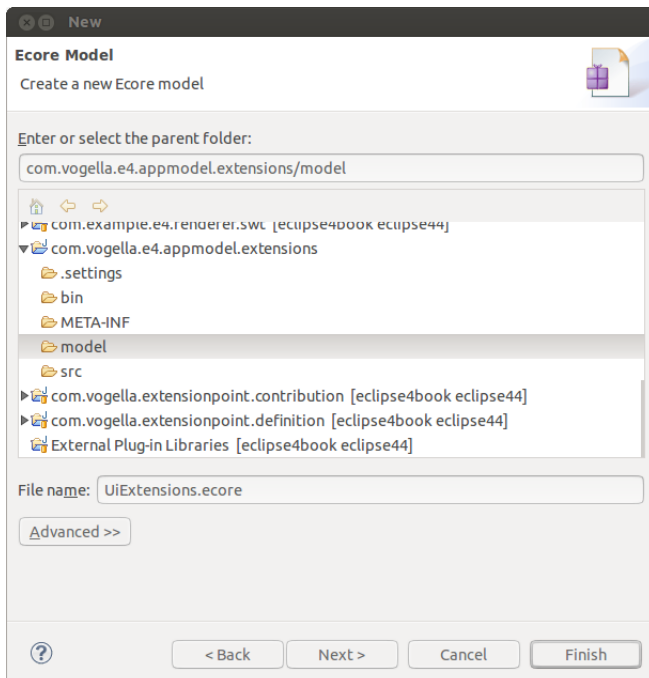 New
Ecore Model
Create a new Ecore model
Enter or select the parent folder:
com.vogella.e4.appmodel.extensions/model
com.example.e4.renderer.swt [eclipse4book eclipse44]
com.vogella.e4.appmodel.extensions
.settings
bin
META-INF
model
src
com.vogella.extensionpoint.contribution [eclipse4book eclipse44]
com.vogella.extensionpoint.definition [eclipse4book eclipse44]
External Plug-in Libraries [eclipse4book eclipse44]
File name: UiExtensions.ecore
Advanced >>
? < Back Next > Cancel Finish